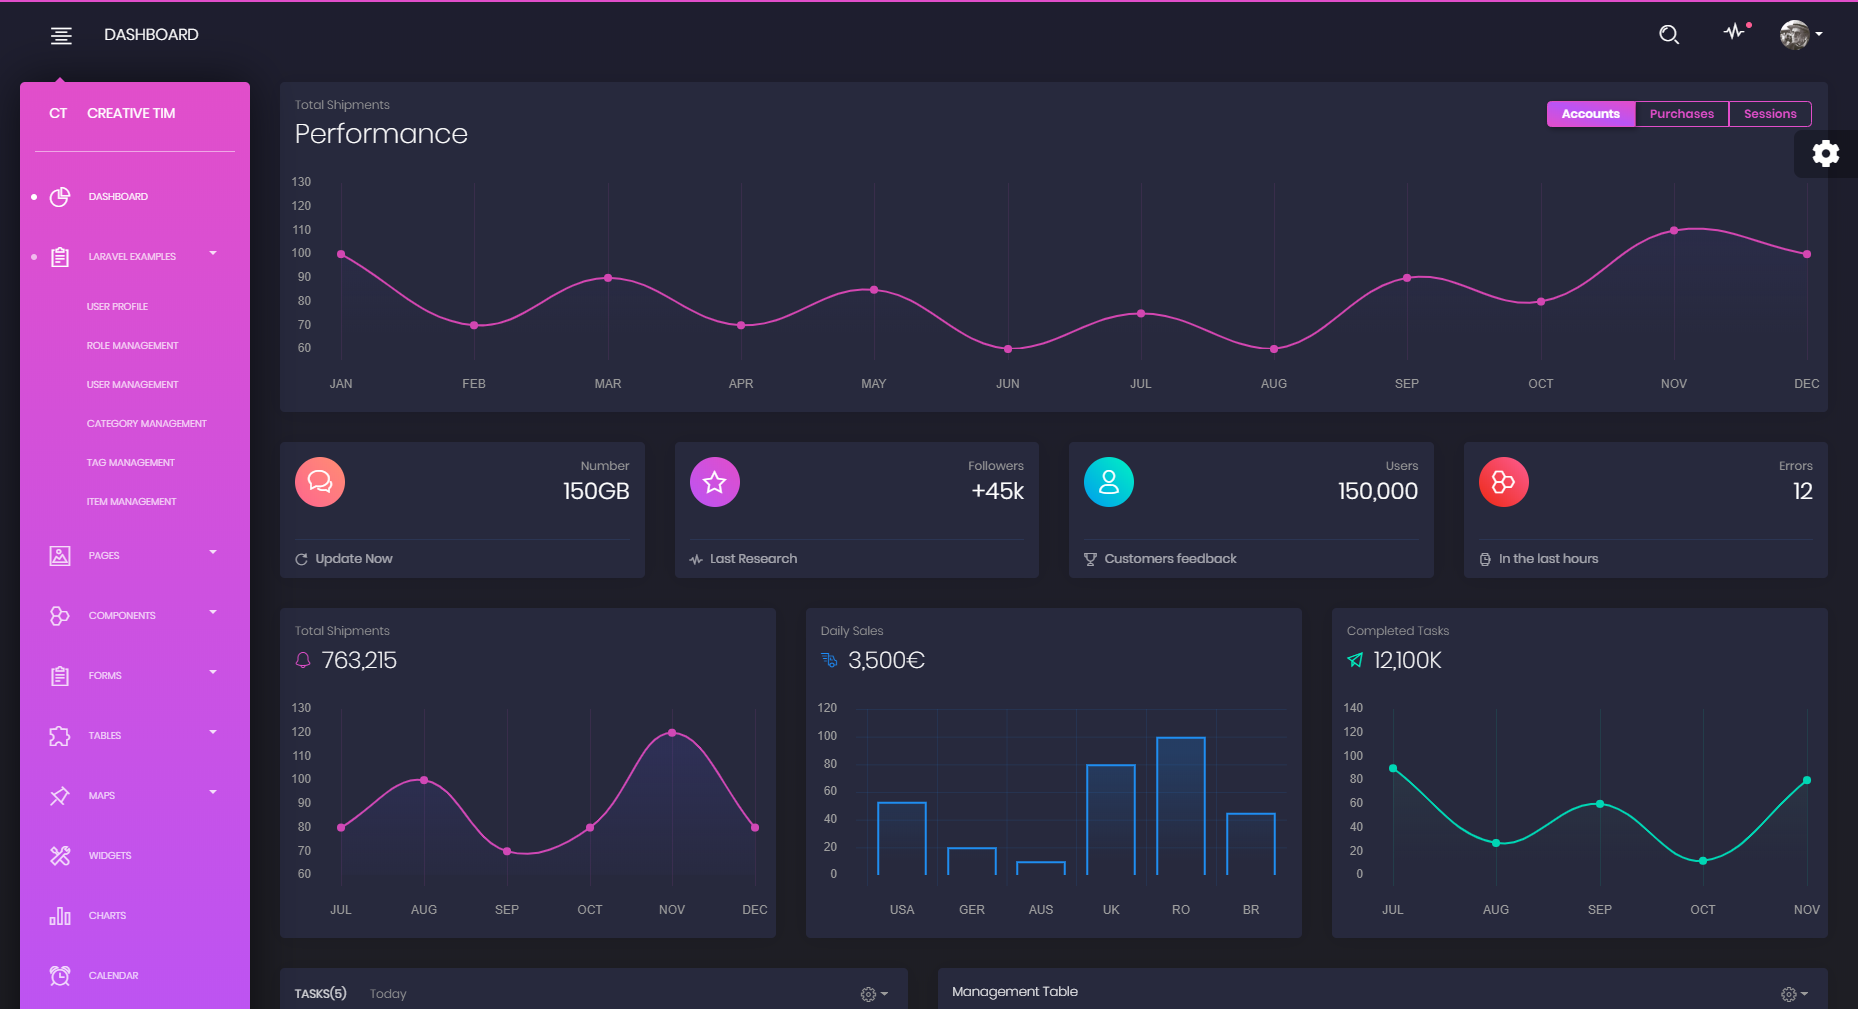 DASHBOARD
CT CREATIVE TIM
DASHBOARD
LARAVEL EXAMPLES
USER PROFILE
ROLE MANAGEMENT
USER MANAGEMENT
CATEGORY MANAGEMENT
TAG MANAGEMENT
ITEM MANAGEMENT
PAGES
COMPONENTS
FORMS
TABLES
MAPS
WIDGETS
CHARTS
CALENDAR
Total Shipments
Performance
Accounts Purchases Sessions
130
120
110
100
90
80
70
60
JAN FEB MAR APR MAY JUN JUL AUG SEP OCT NOV DEC
Number
150GB
Update Now
Followers
+45k
Last Research
Users
150,000
Customers feedback
Errors
12
In the last hours
Total Shipments
763,215
130
120
110
100
90
80
70
60
JUL AUG SEP OCT NOV DEC
Daily Sales
3,500€
120
100
80
60
40
20
0
USA GER AUS UK RO BR
Completed Tasks
12,100K
140
120
100
80
60
40
20
0
JUL AUG SEP OCT NOV
TASKS(5) Today
Management Table